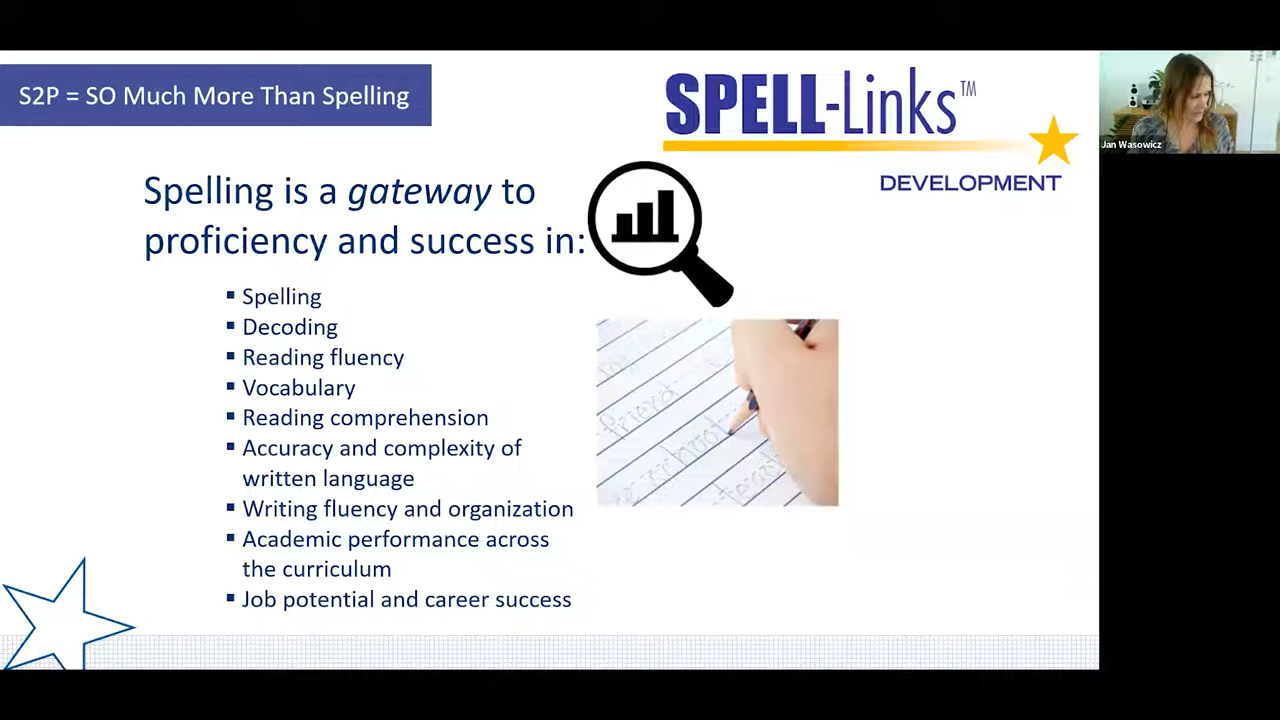 S2P = SO Much More Than Spelling
SPELL-Links™
DEVELOPMENT
Jan Wasowicz
Spelling is a gateway to
proficiency and success in:
▪ Spelling
▪ Decoding
▪ Reading fluency
▪ Vocabulary
▪ Reading comprehension
▪ Accuracy and complexity of
written language
▪ Writing fluency and organization
▪ Academic performance across
the curriculum
▪ Job potential and career success
friend
school